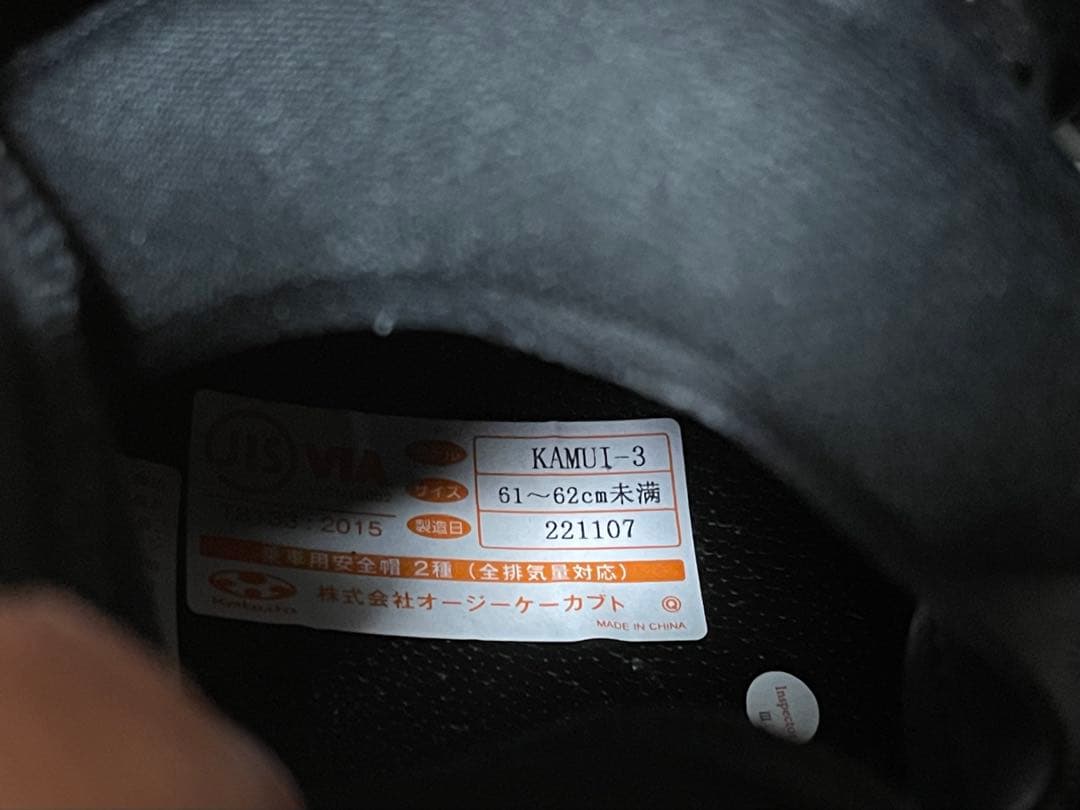 JIS VIA
KAMUI-3
サイズ 61～62cm未満
: 2015 製造日 221107
乗車用安全帽 2種 (全排気量対応)
Kabuto 株式会社オージーケーカブト Q
MADE IN CHINA
Inspector